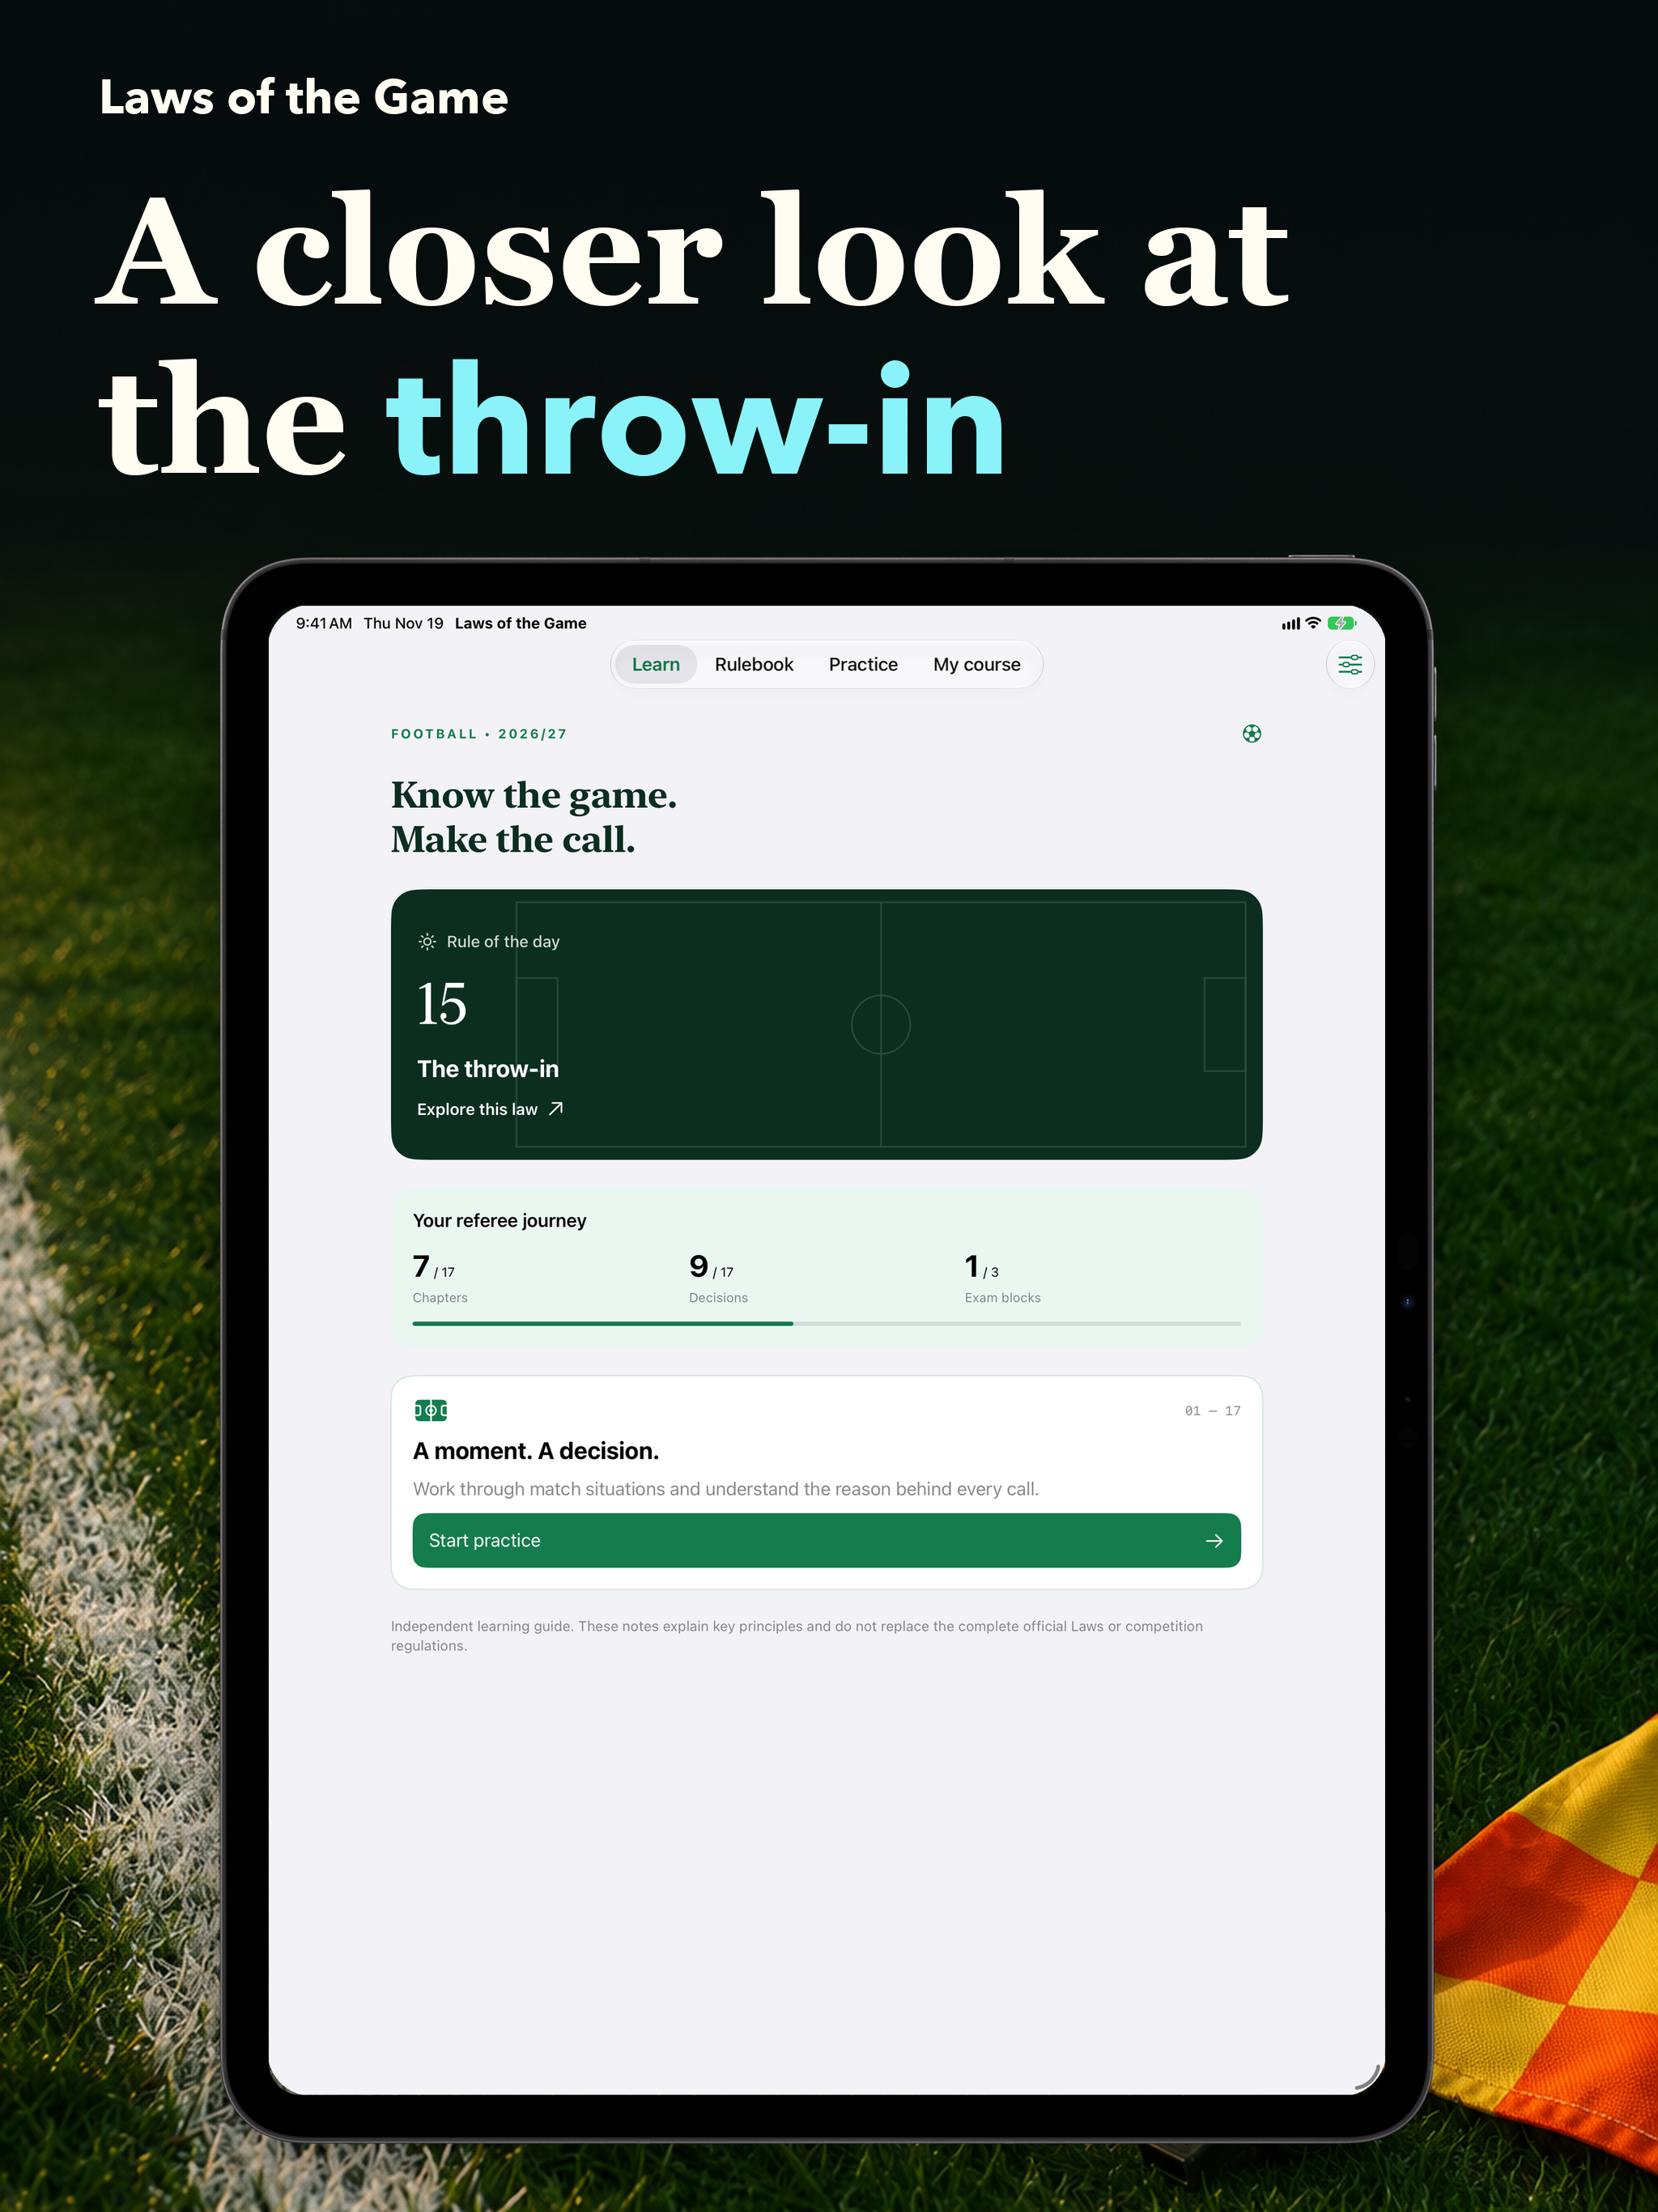 Laws of the Game
A closer look at
the throw-in
9:41 AM Thu Nov 19 Laws of the Game
Learn Rulebook Practice My course
FOOTBALL • 2026/27
Know the game.
Make the call.
Rule of the day
15
The throw-in
Explore this law
Your referee journey
7 / 17 9 / 17 1 / 3
Chapters Decisions Exam blocks
01 — 17
A moment. A decision.
Work through match situations and understand the reason behind every call.
Start practice
Independent learning guide. These notes explain key principles and do not replace the complete official Laws or competition
regulations.